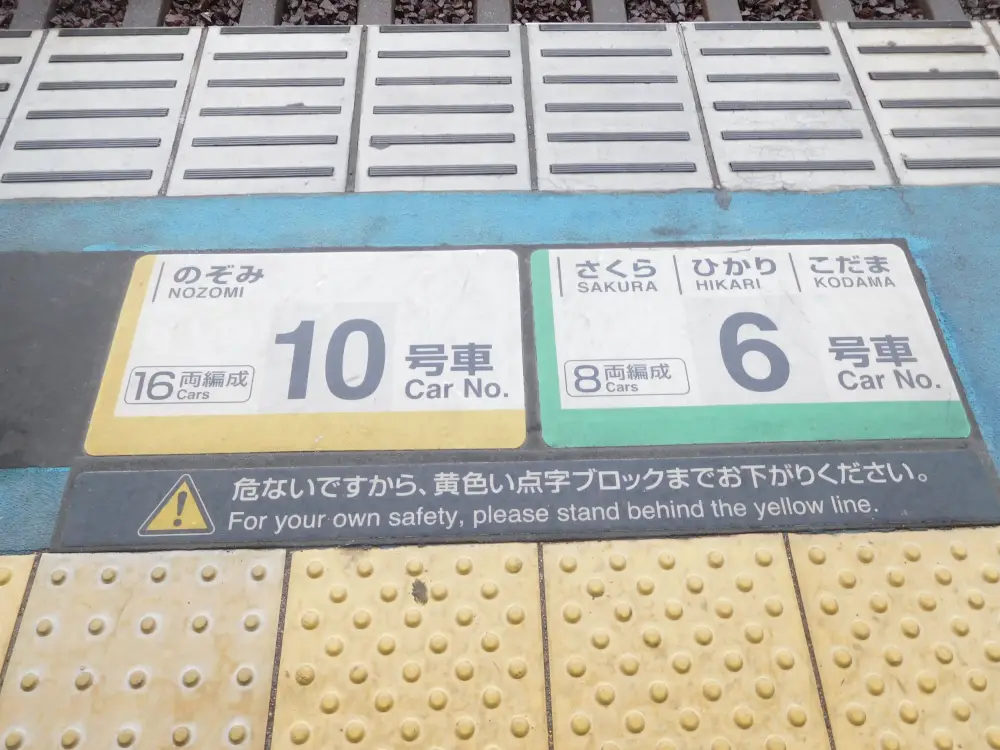 のぞみ
NOZOMI
16両編成
Cars
10号車
Car No.
さくら ひかり こだま
SAKURA HIKARI KODAMA
8両編成
Cars
6号車
Car No.
危ないですから、黄色い点字ブロックまでお下がりください。
For your own safety, please stand behind the yellow line.